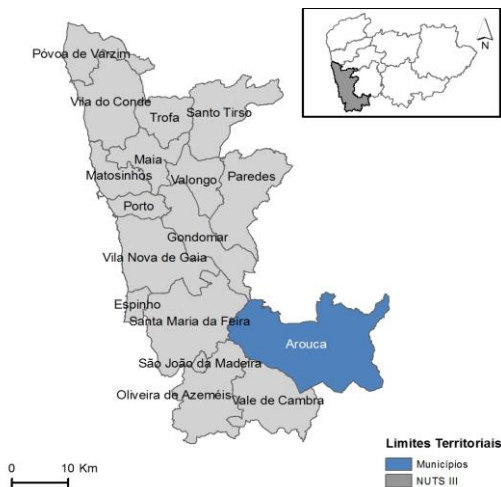 N
Póvoa de Varzim
Vila do Conde
Trofa
Santo Tirso
Maia
Matosinhos
Valongo
Paredes
Porto
Gondomar
Vila Nova de Gaia
Espinho
Santa Maria da Feira
Arouca
São João da Madeira
Oliveira de Azeméis
Vale de Cambra
Limites Territoriais
Municípios
NUTS III
0 10 Km